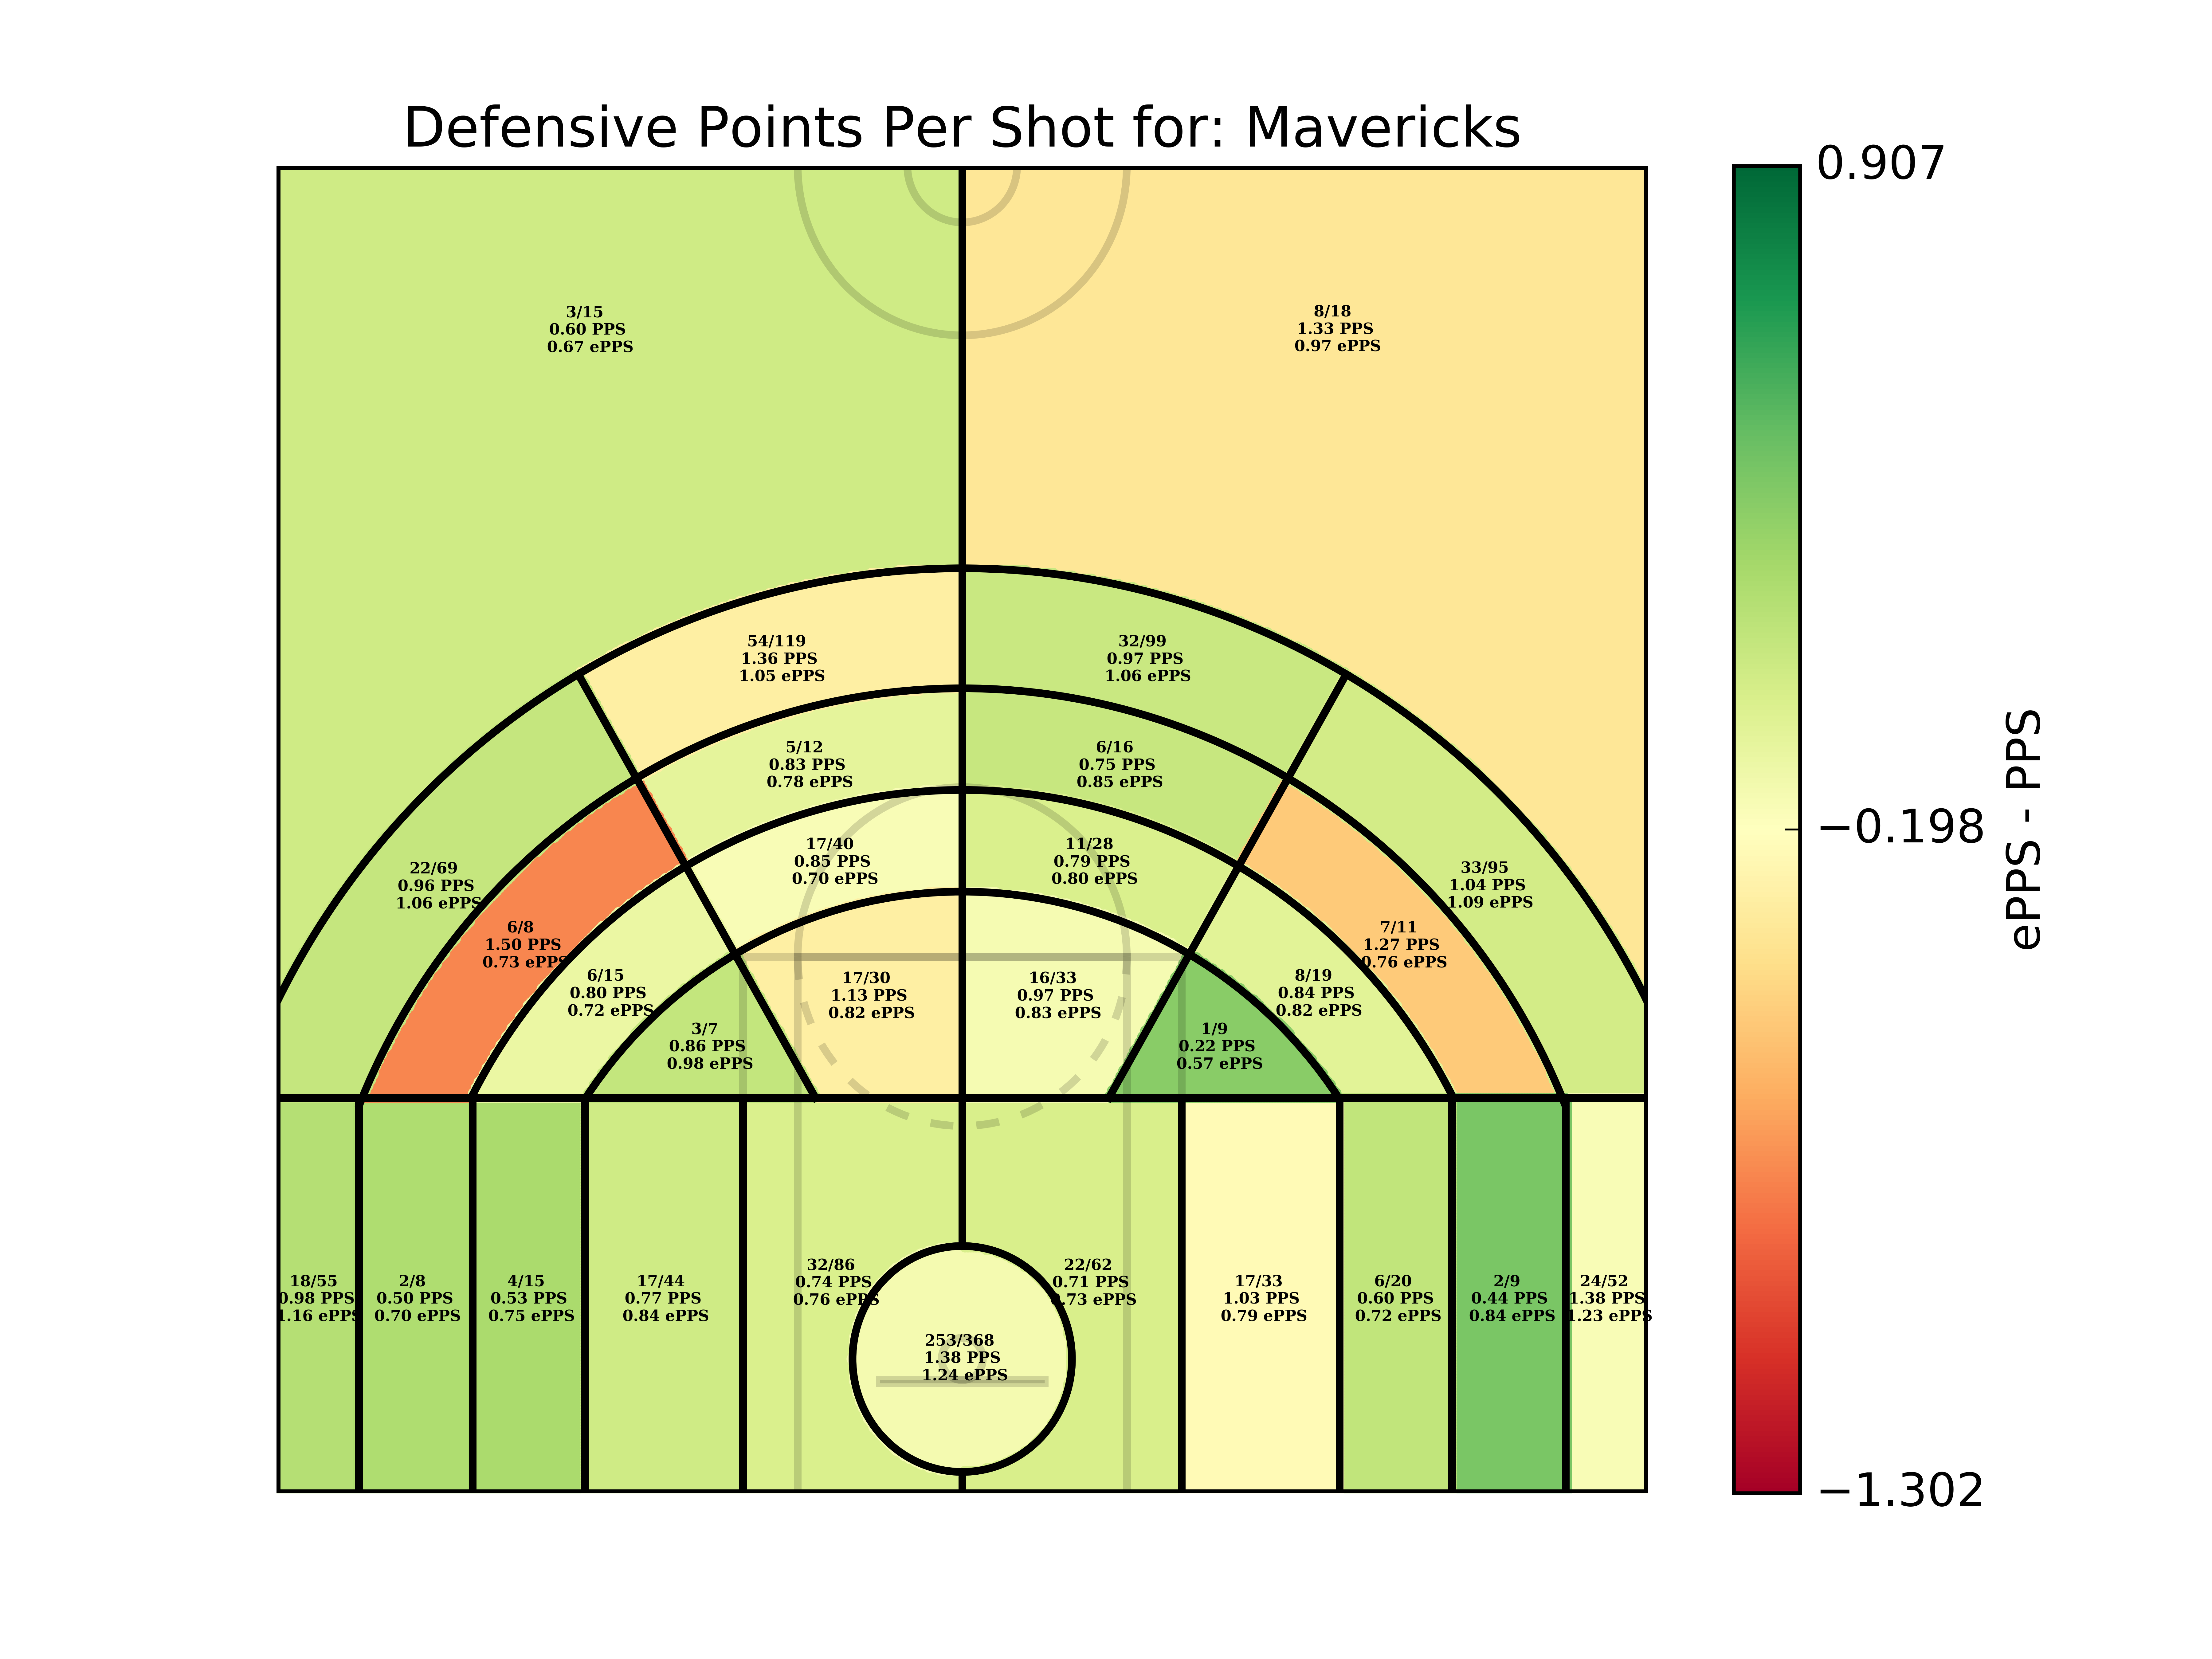 Defensive Points Per Shot for: Mavericks
3/15
0.60 PPS
0.67 ePPS
8/18
1.33 PPS
0.97 ePPS
54/119
1.36 PPS
1.05 ePPS
32/99
0.97 PPS
1.06 ePPS
5/12
0.83 PPS
0.78 ePPS
6/16
0.75 PPS
0.85 ePPS
17/40
0.85 PPS
0.70 ePPS
11/28
0.79 PPS
0.80 ePPS
22/69
0.96 PPS
1.06 ePPS
33/95
1.04 PPS
1.09 ePPS
6/8
1.50 PPS
0.73 ePPS
7/11
1.27 PPS
0.76 ePPS
6/15
0.80 PPS
0.72 ePPS
17/30
1.13 PPS
0.82 ePPS
16/33
0.97 PPS
0.83 ePPS
8/19
0.84 PPS
0.82 ePPS
3/7
0.86 PPS
0.98 ePPS
1/9
0.22 PPS
0.57 ePPS
18/55
0.98 PPS
1.16 ePPS
2/8
0.50 PPS
0.70 ePPS
4/15
0.53 PPS
0.75 ePPS
17/44
0.77 PPS
0.84 ePPS
32/86
0.74 PPS
0.76 ePPS
22/62
0.71 PPS
0.73 ePPS
17/33
1.03 PPS
0.79 ePPS
6/20
0.60 PPS
0.72 ePPS
2/9
0.44 PPS
0.84 ePPS
24/52
1.38 PPS
1.23 ePPS
253/368
1.38 PPS
1.24 ePPS
0.907
−0.198
−1.302
ePPS - PPS